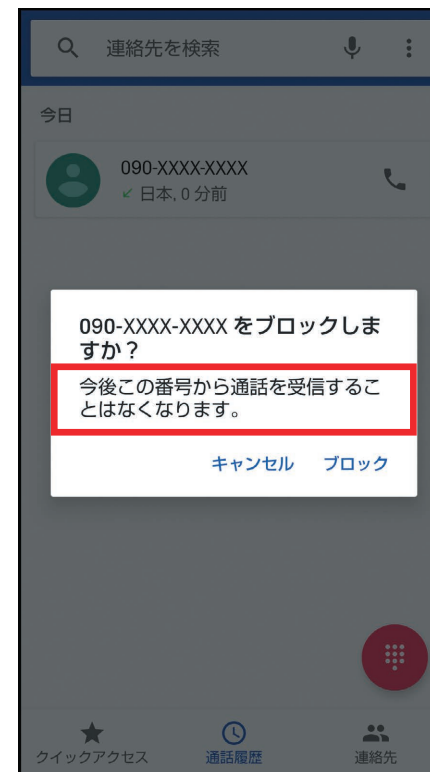 連絡先を検索
今日
090-XXXX-XXXX
日本, 0 分前
090-XXXX-XXXX をブロックしま
すか？
今後この番号から通話を受信するこ
とはなくなります。
キャンセル ブロック
クイックアクセス 通話履歴 連絡先